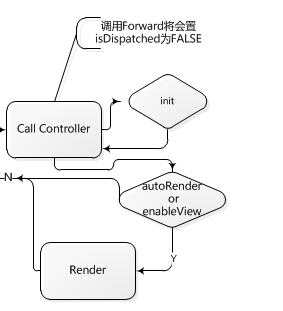 调用Forward将会置
isDispatched为FALSE
init
Call Controller
N
autoRender
or
enableView
Y
Render